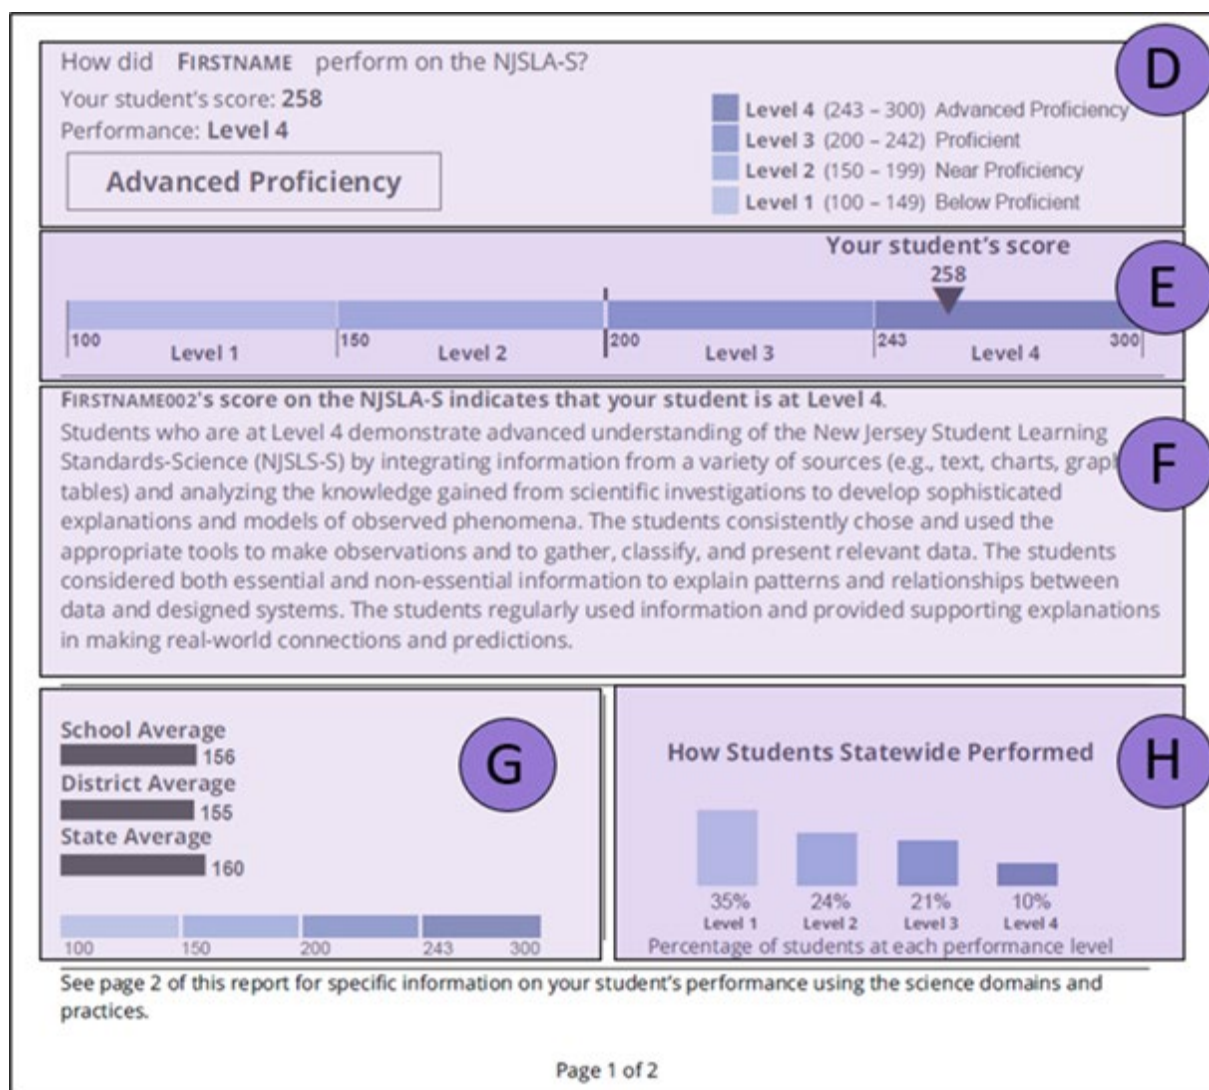 How did FIRSTNAME perform on the NJSLA-S?
D
Your student's score: 258
Performance: Level 4
Advanced Proficiency
Level 4 (243 – 300) Advanced Proficiency
Level 3 (200 – 242) Proficient
Level 2 (150 – 199) Near Proficiency
Level 1 (100 – 149) Below Proficient
Your student's score
258
E
100 150 200 243 300
Level 1 Level 2 Level 3 Level 4
FIRSTNAME002's score on the NJSLA-S indicates that your student is at Level 4.
Students who are at Level 4 demonstrate advanced understanding of the New Jersey Student Learning
Standards-Science (NJSLS-S) by integrating information from a variety of sources (e.g., text, charts, grap
F
tables) and analyzing the knowledge gained from scientific investigations to develop sophisticated
explanations and models of observed phenomena. The students consistently chose and used the
appropriate tools to make observations and to gather, classify, and present relevant data. The students
considered both essential and non-essential information to explain patterns and relationships between
data and designed systems. The students regularly used information and provided supporting explanations
in making real-world connections and predictions.
School Average
156
District Average
155
State Average
160
100 150 200 243 300
G
How Students Statewide Performed
H
35% 24% 21% 10%
Level 1 Level 2 Level 3 Level 4
Percentage of students at each performance level
See page 2 of this report for specific information on your student's performance using the science domains and
practices.
Page 1 of 2